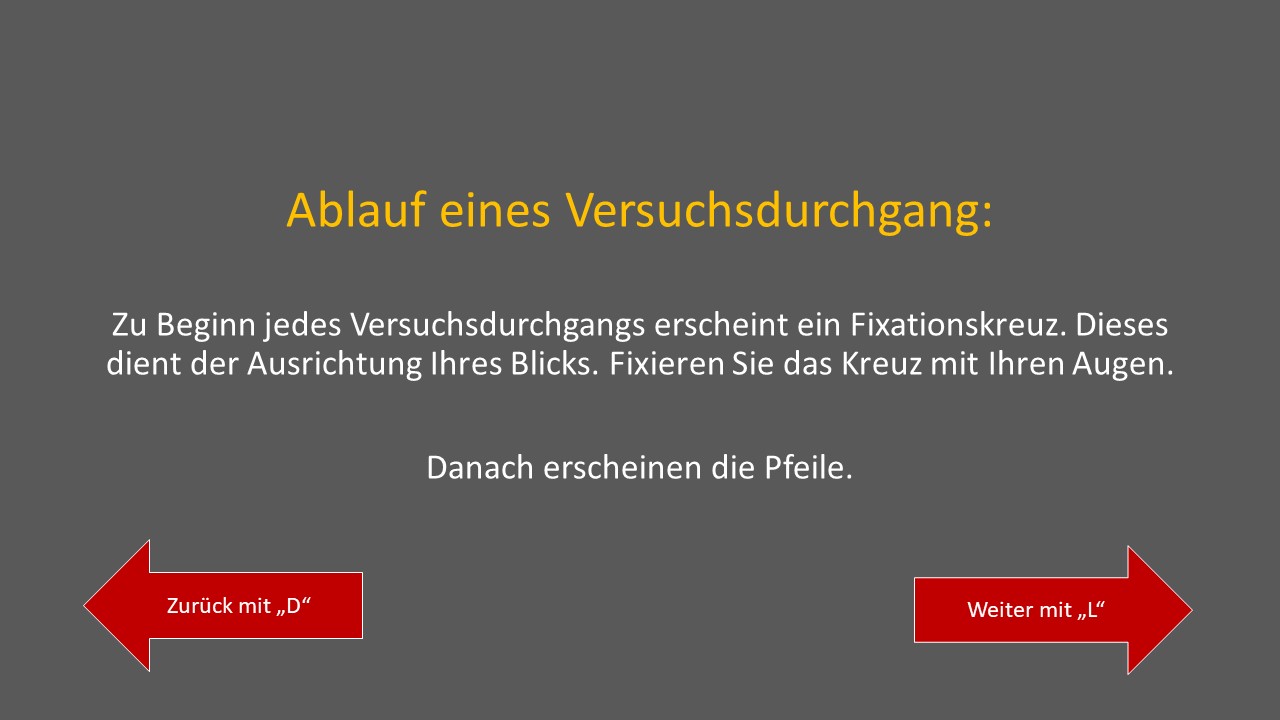 Ablauf eines Versuchsdurchgang:
Zu Beginn jedes Versuchsdurchgangs erscheint ein Fixationskreuz. Dieses
dient der Ausrichtung Ihres Blicks. Fixieren Sie das Kreuz mit Ihren Augen.
Danach erscheinen die Pfeile.
Zurück mit „D“
Weiter mit „L“